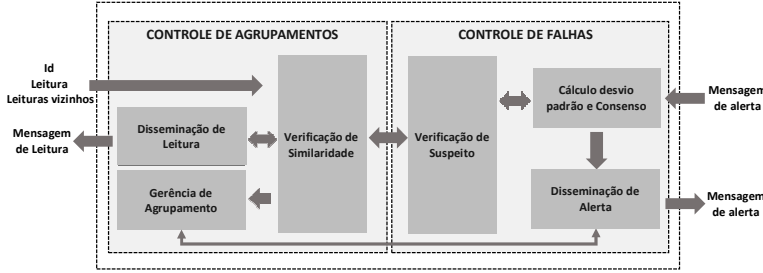 CONTROLE DE AGRUPAMENTOS
CONTROLE DE FALHAS
Id
Leitura
Leituras vizinhos
Mensagem
de Leitura
Disseminação de
Leitura
Gerência de
Agrupamento
Verificação de
Similaridade
Verificação de
Suspeito
Cálculo desvio
padrão e Consenso
Disseminação de
Alerta
Mensagem
de alerta
Mensagem
de alerta